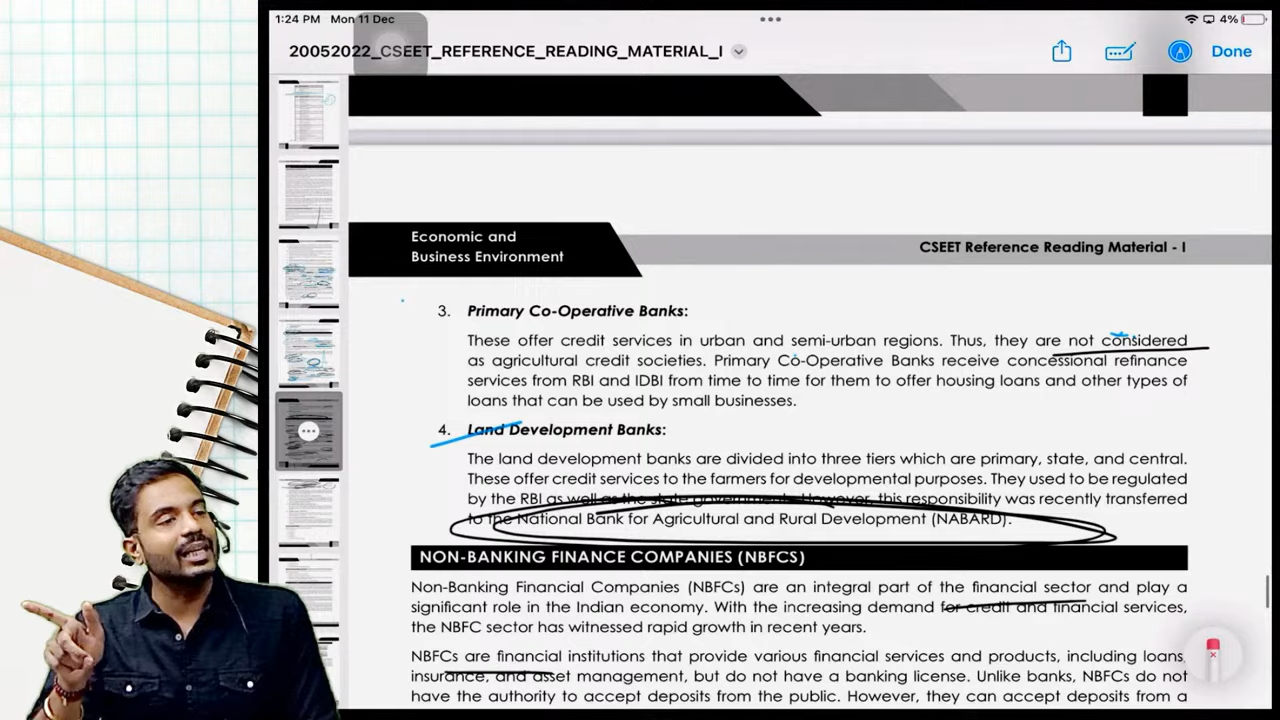 1:24 PM Mon 11 Dec
4%
20052022_CSEET_REFERENCE_READING_MATERIAL_I
Done
Economic and
Business Environment
CSEET Reference Reading Material - I
3. Primary Co-Operative Banks:
These offer credit services in urban and semi-urban regions. Thus, they are not considered
as agricultural credit societies. Primary Co-Operative Banks receive concessional refinance
services from RBI and IDBI from time to time for them to offer housing loans and other types of
loans that can be used by small businesses.
4. Land Development Banks:
The land development banks are divided into three tiers which are primary, state, and central.
These offer credit services to the farmers for developmental purposes. It used to be regulated
by the RBI as well as the state governments however this responsibility was recently transferred
to the National Bank for Agriculture and Rural Development (NABARD).
NON-BANKING FINANCE COMPANIES (NBFCS)
Non-Banking Financial Companies (NBFCs) are an integral part of the financial sector and play a
significant role in the Indian economy. With the increasing demand for credit and financial services,
the NBFC sector has witnessed rapid growth in recent years.
NBFCs are financial institutions that provide various financial services and products, including loans,
insurance, and asset management, but do not have a banking license. Unlike banks, NBFCs do not
have the authority to accept deposits from the public. However, they can accept deposits from a